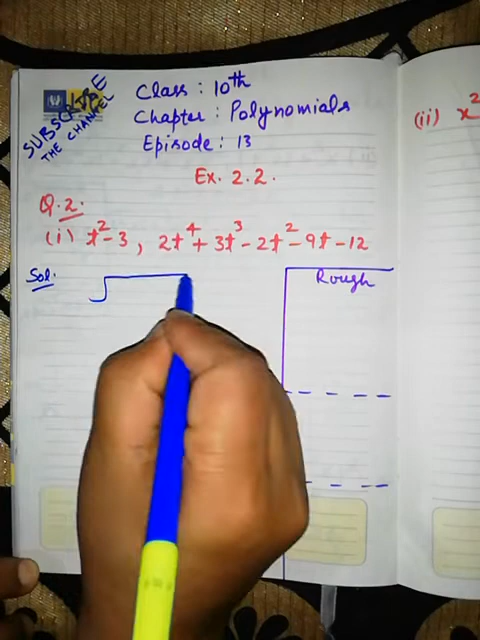 SUBSCRIBE
THE CHANNEL
Class : 10th
Chapter : Polynomials
Episode : 13
Ex. 2.2.
Q.2.
(i) t²-3, 2t⁴+3t³-2t²-9t-12
Sol.
Rough
(ii) x²